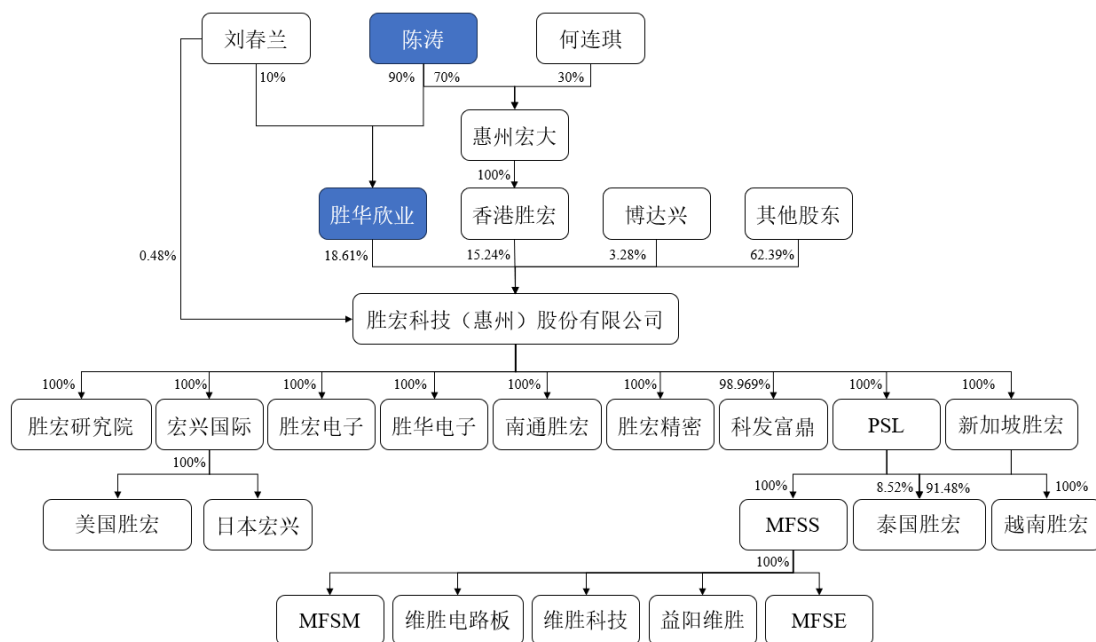 刘春兰
陈涛
何连琪
10%
90%
70%
30%
惠州宏大
100%
胜华欣业
香港胜宏
博达兴
其他股东
0.48%
18.61%
15.24%
3.28%
62.39%
胜宏科技（惠州）股份有限公司
100%
100%
100%
100%
100%
100%
98.969%
100%
100%
胜宏研究院
宏兴国际
胜宏电子
胜华电子
南通胜宏
胜宏精密
科发富鼎
PSL
新加坡胜宏
100%
100%
8.52%
91.48%
100%
美国胜宏
日本宏兴
MFSS
泰国胜宏
越南胜宏
100%
MFSM
维胜电路板
维胜科技
益阳维胜
MFSE